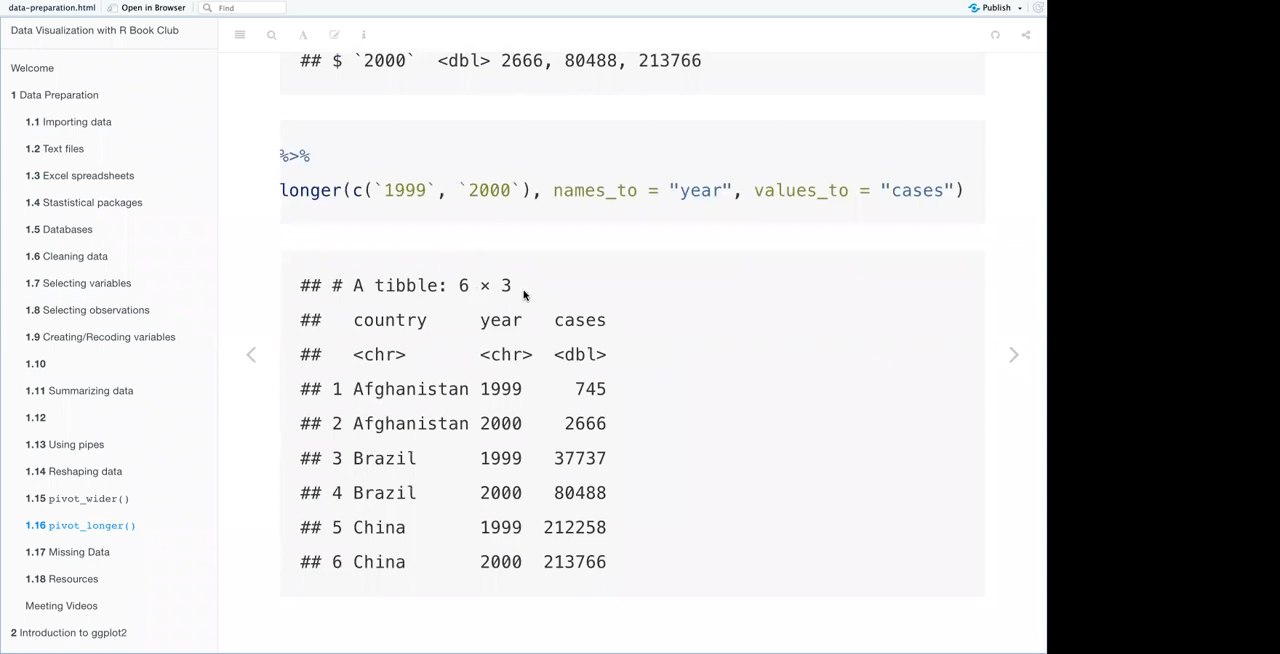 data-preparation.html Open in Browser Find Publish
Data Visualization with R Book Club
Welcome
1 Data Preparation
1.1 Importing data
1.2 Text files
1.3 Excel spreadsheets
1.4 Stastistical packages
1.5 Databases
1.6 Cleaning data
1.7 Selecting variables
1.8 Selecting observations
1.9 Creating/Recoding variables
1.10
1.11 Summarizing data
1.12
1.13 Using pipes
1.14 Reshaping data
1.15 pivot_wider()
1.16 pivot_longer()
1.17 Missing Data
1.18 Resources
Meeting Videos
2 Introduction to ggplot2
## $ `2000` <dbl> 2666, 80488, 213766
%>%
longer(c(`1999`, `2000`), names_to = "year", values_to = "cases")
## # A tibble: 6 × 3
## country year cases
## <chr> <chr> <dbl>
## 1 Afghanistan 1999 745
## 2 Afghanistan 2000 2666
## 3 Brazil 1999 37737
## 4 Brazil 2000 80488
## 5 China 1999 212258
## 6 China 2000 213766